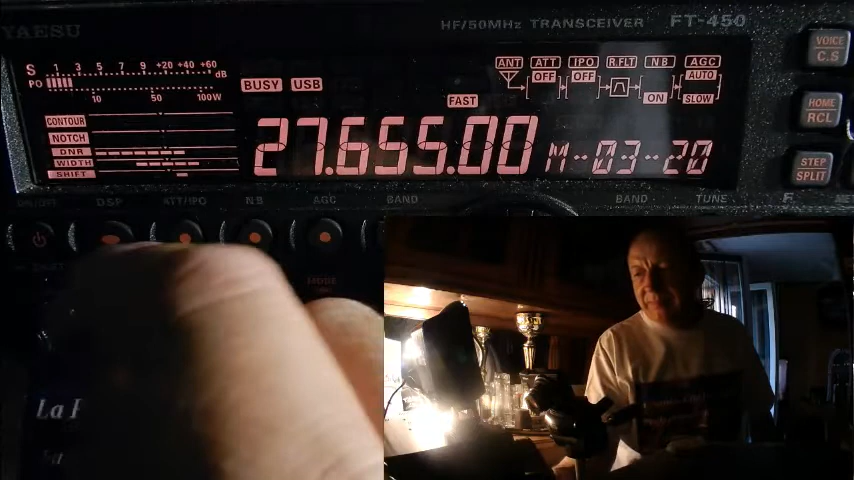 YAESU
HF/50MHz TRANSCEIVER FT-450
VOICE
C.S
S 1 3 5 7 9 +20 +40 +60 dB
PO
10 50 100W
BUSY USB
FAST
ANT ATT IPO R.FLT NB AGC
OFF OFF AUTO
ON SLOW
HOME
RCL
CONTOUR
NOTCH
DNR
WIDTH
SHIFT
27.655.00 M-03-20
STEP
SPLIT
ON/OFF DSP ATT/IPO NB AGC BAND BAND TUNE F
MODE
La